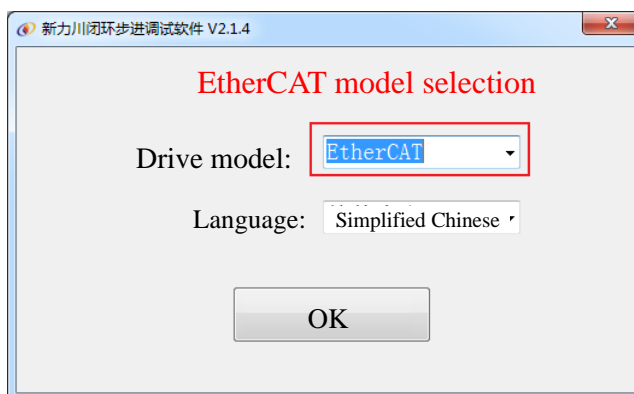 新力川闭环步进调试软件 V2.1.4
EtherCAT model selection
Drive model: EtherCAT
Language: Simplified Chinese
OK